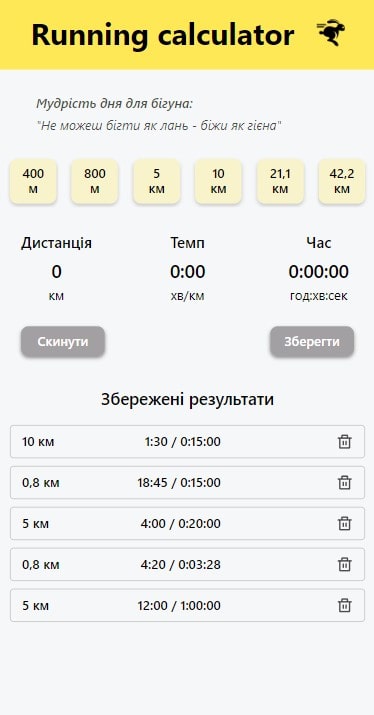 Running calculator
Мудрість дня для бігуна:
"Не можеш бігти як лань - біжи як гієна"
400 м
800 м
5 км
10 км
21,1 км
42,2 км
Дистанція Темп Час
0 0:00 0:00:00
км хв/км год:хв:сек
Скинути Зберегти
Збережені результати
10 км 1:30 / 0:15:00
0,8 км 18:45 / 0:15:00
5 км 4:00 / 0:20:00
0,8 км 4:20 / 0:03:28
5 км 12:00 / 1:00:00